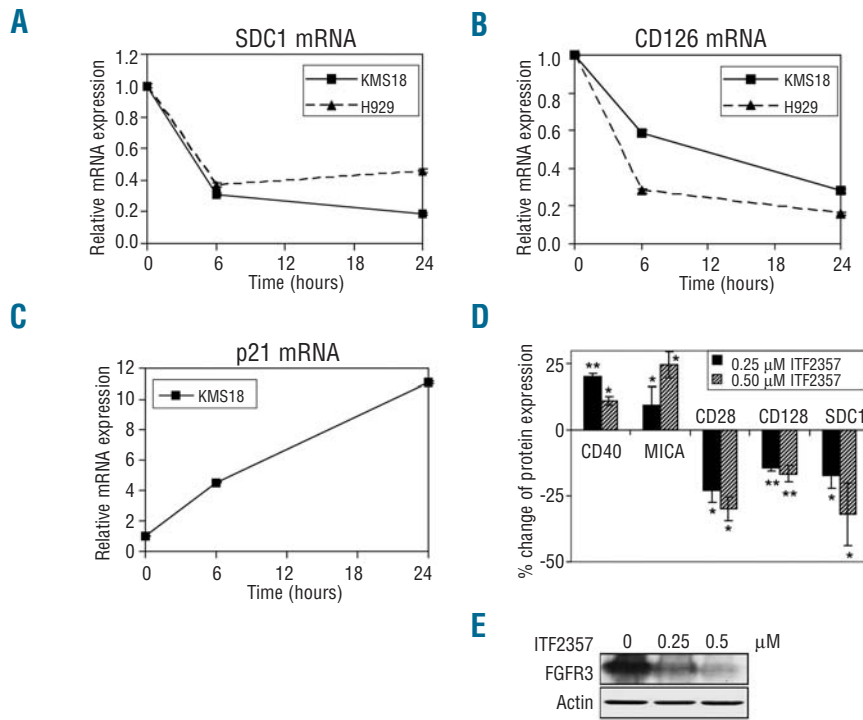 A
SDC1 mRNA
Relative mRNA expression
1.2
1.0
0.8
0.6
0.4
0.2
0.0
KMS18
H929
0 6 12 18 24
Time (hours)
B
CD126 mRNA
Relative mRNA expression
1.0
0.8
0.6
0.4
0.2
0.0
KMS18
H929
0 6 12 18 24
Time (hours)
C
p21 mRNA
Relative mRNA expression
12
10
8
6
4
2
0
KMS18
0 6 12 18 24
Time (hours)
D
% change of protein expression
25
0
-25
-50
0.25 μM ITF2357
0.50 μM ITF2357
** * * *
CD28 CD128 SDC1
CD40 MICA
* * ** ** * *
E
ITF2357 0 0.25 0.5 μM
FGFR3
Actin